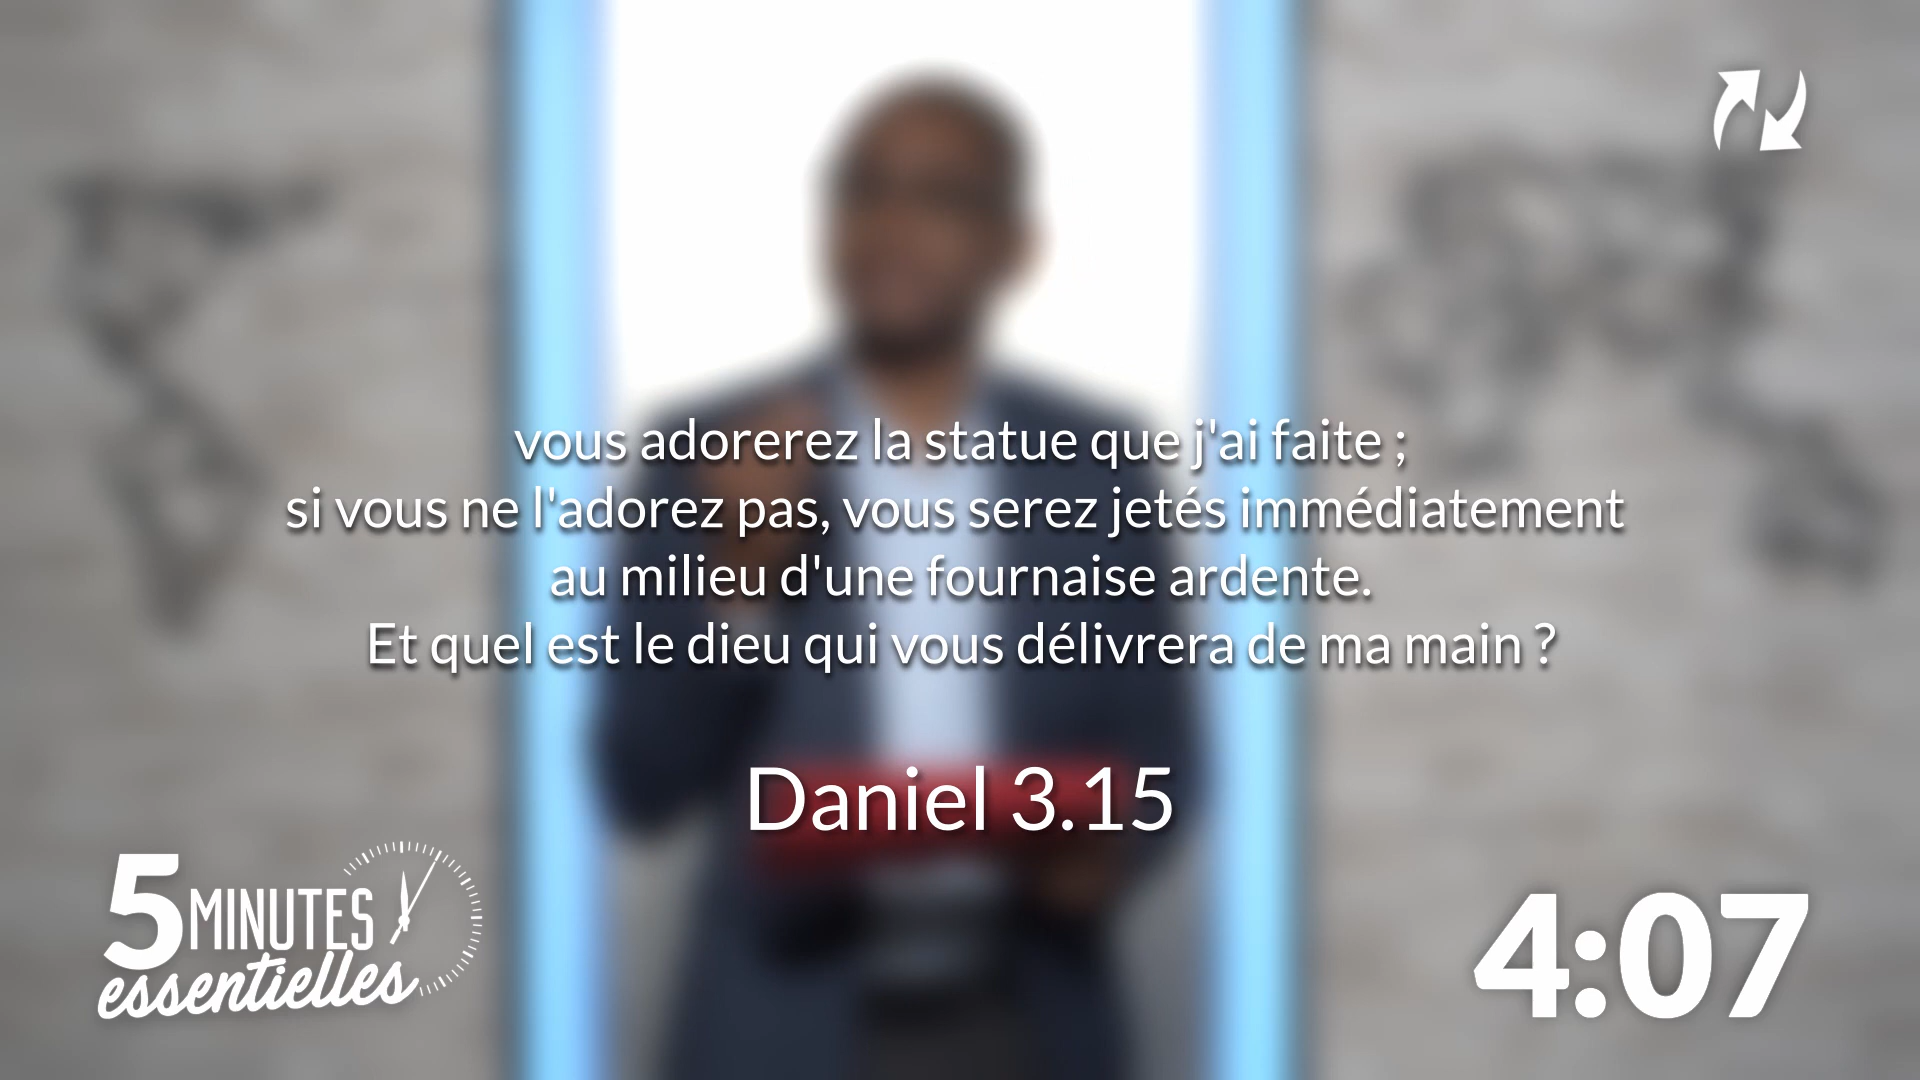 vous adorerez la statue que j'ai faite ;
si vous ne l'adorez pas, vous serez jetés immédiatement
au milieu d'une fournaise ardente.
Et quel est le dieu qui vous délivrera de ma main ?
Daniel 3.15
5 MINUTES
essentielles
4:07